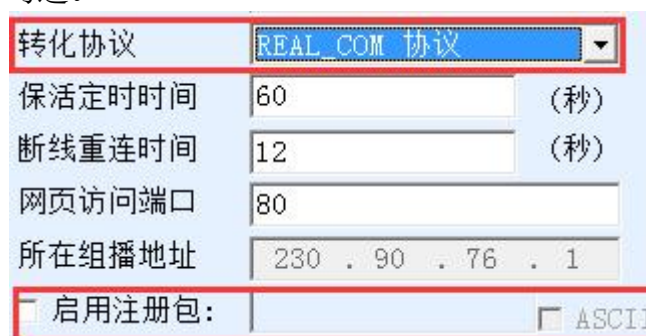 转化协议 REAL_COM 协议
保活定时时间 60 (秒)
断线重连时间 12 (秒)
网页访问端口 80
所在组播地址 230 . 90 . 76 . 1
启用注册包: ASCII